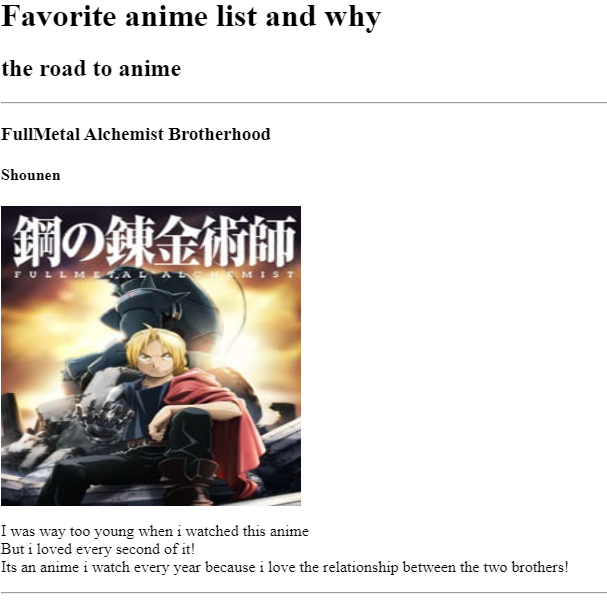 Favorite anime list and why
the road to anime
FullMetal Alchemist Brotherhood
Shounen
鋼の錬金術師
FULLMETAL ALCHEMIST
I was way too young when i watched this anime
But i loved every second of it!
Its an anime i watch every year because i love the relationship between the two brothers!